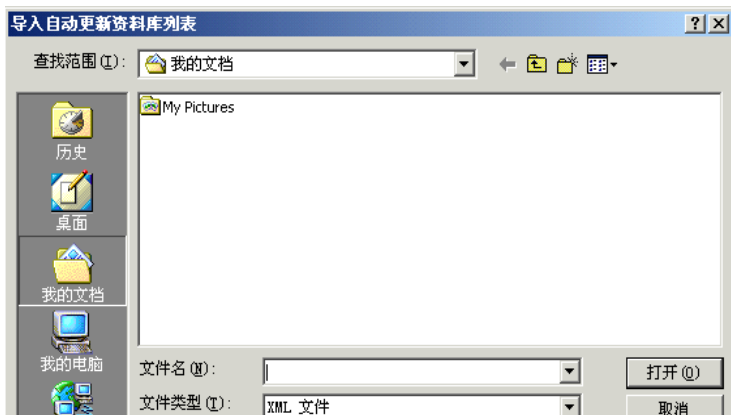 导入自动更新资料库列表
查找范围(I):
我的文档
My Pictures
历史
桌面
我的文档
我的电脑
文件名(N):
打开(O)
文件类型(T):
XML 文件
取消